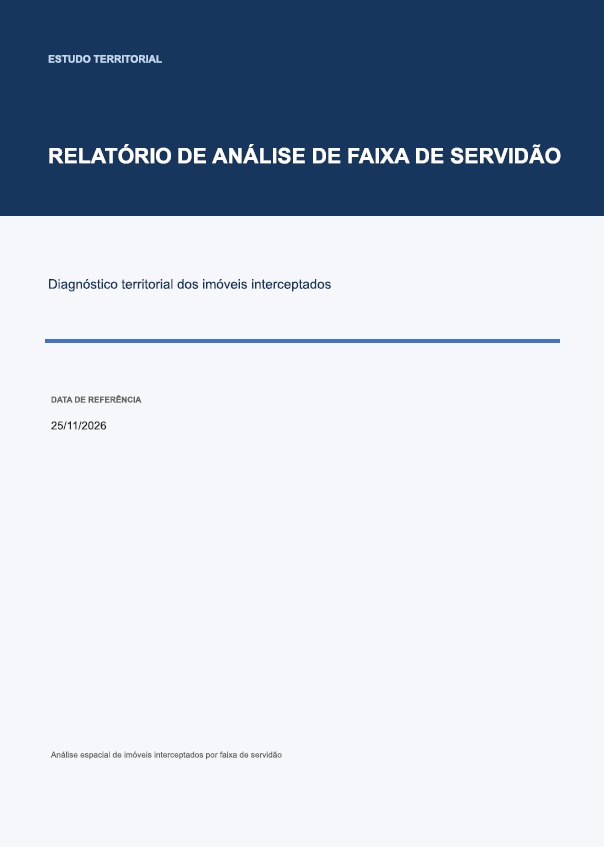 ESTUDO TERRITORIAL
RELATÓRIO DE ANÁLISE DE FAIXA DE SERVIDÃO
Diagnóstico territorial dos imóveis interceptados
DATA DE REFERÊNCIA
25/11/2026
Análise espacial de imóveis interceptados por faixa de servidão